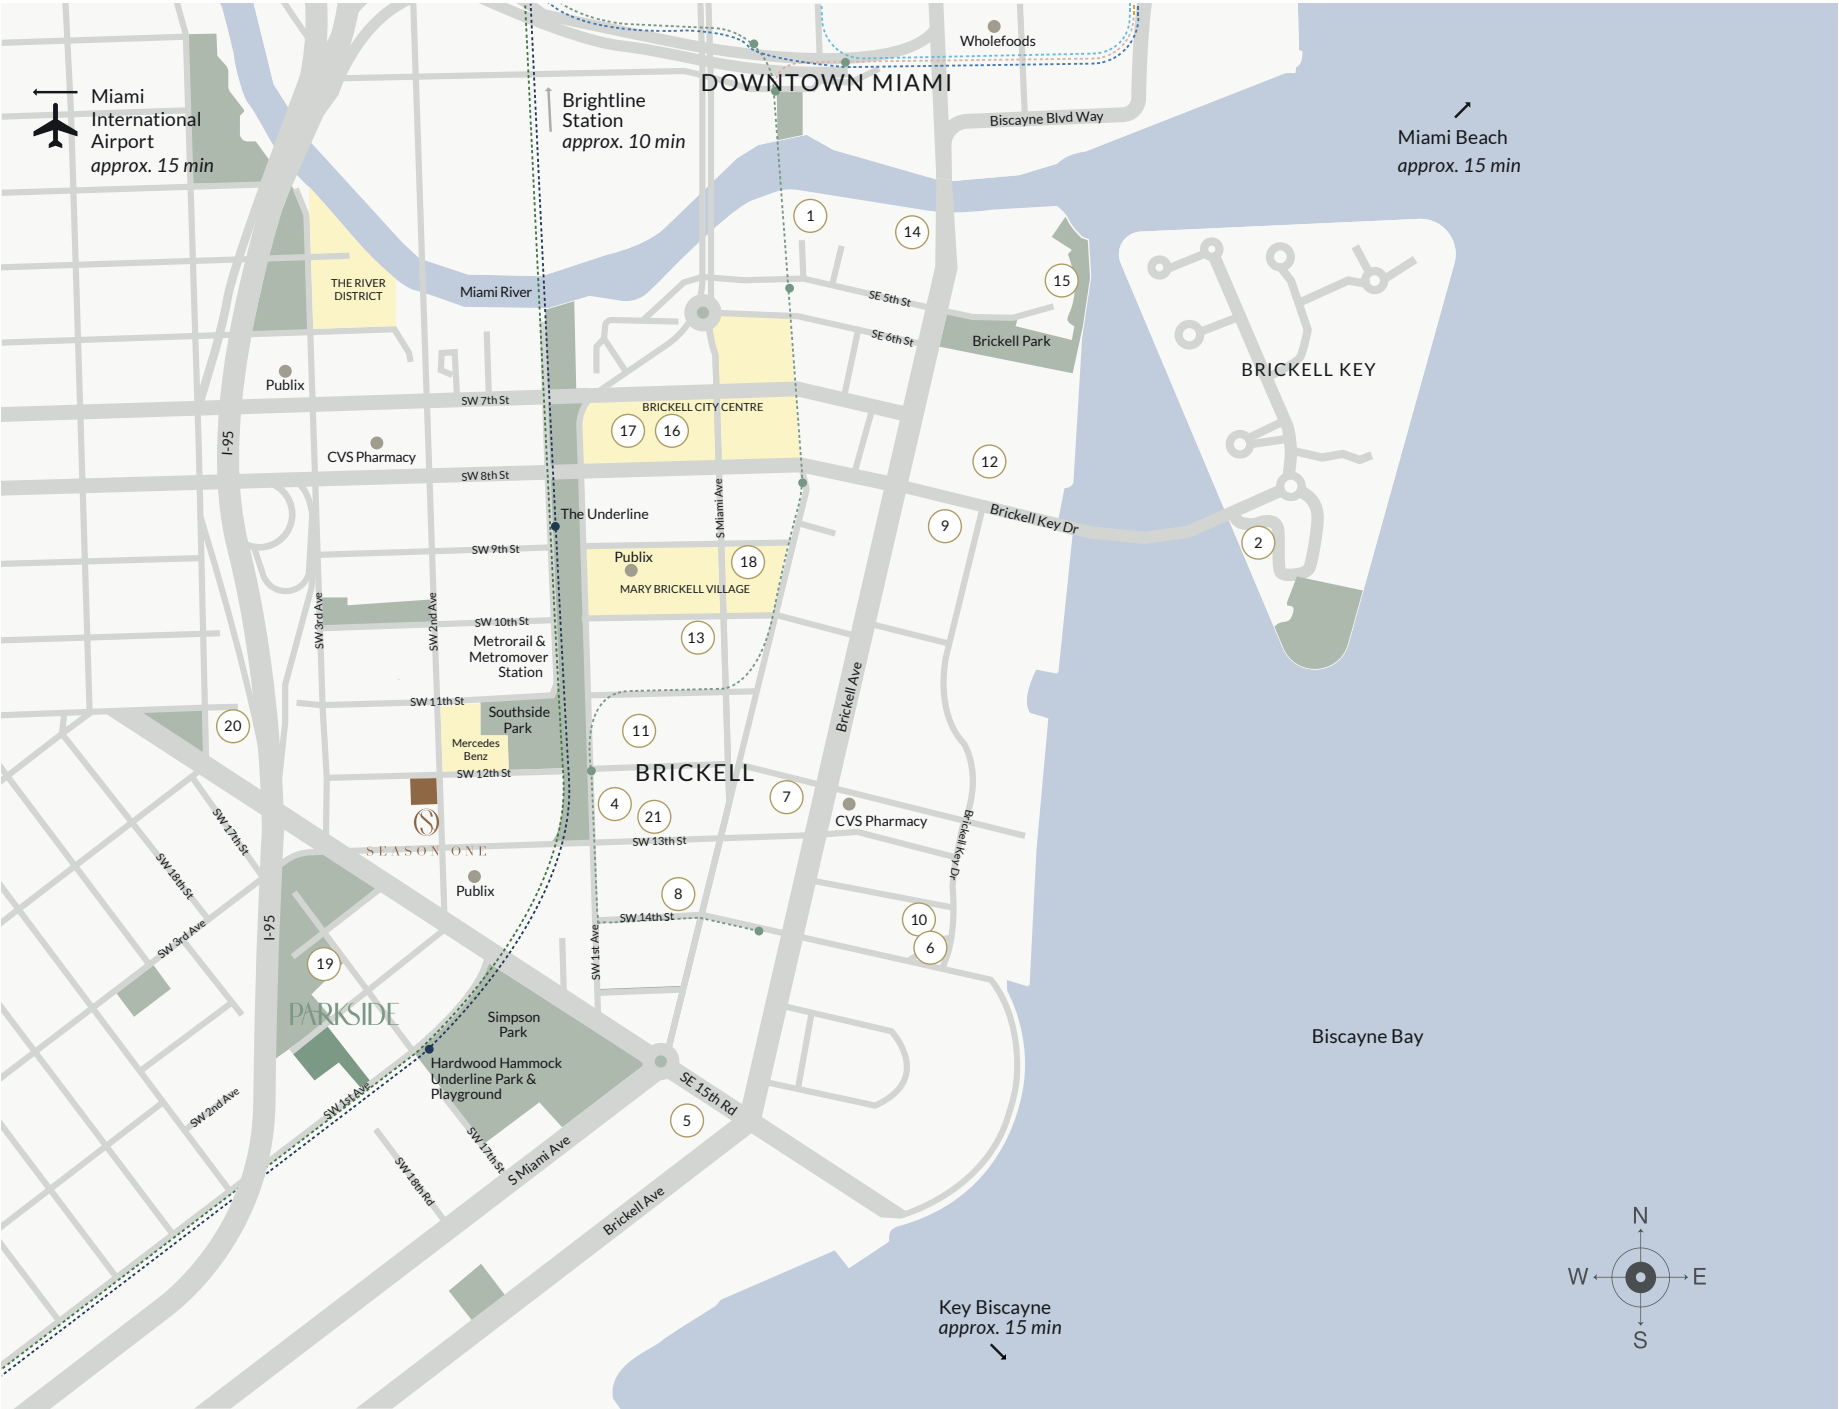 Wholefoods
DOWNTOWN MIAMI
Miami
International
Airport
approx. 15 min
Brightline
Station
approx. 10 min
Biscayne Blvd Way
Miami Beach
approx. 15 min
1
14
15
THE RIVER
DISTRICT
Miami River
SE 5th St
SE 6th St
Brickell Park
BRICKELL KEY
Publix
SW 7th St
BRICKELL CITY CENTRE
17
16
I-95
CVS Pharmacy
SW 8th St
12
S Miami Ave
The Underline
9
Brickell Key Dr
2
SW 9th St
Publix
18
MARY BRICKELL VILLAGE
SW 3rd Ave
SW 2nd Ave
SW 10th St
13
Metrorail &
Metromover
Station
Brickell Ave
SW 11th St
Southside
Park
20
11
Mercedes
Benz
SW 12th St
BRICKELL
4
21
7
CVS Pharmacy
SW 17th St
SEASON ONE
SW 13th St
Brickell Key Dr
SW 18th St
Publix
8
SW 14th St
10
6
I-95
SW 3rd Ave
SW 1st Ave
19
PARKSIDE
Simpson
Park
Biscayne Bay
Hardwood Hammock
Underline Park &
Playground
SE 15th Rd
SW 1st Ave
SW 2nd Ave
5
SW 17th St
S Miami Ave
SW 18th Rd
Brickell Ave
N
W
E
S
Key Biscayne
approx. 15 min